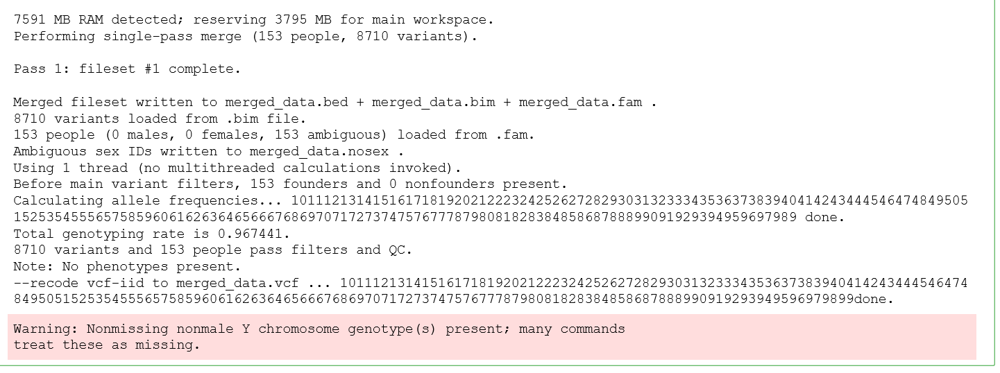 7591 MB RAM detected; reserving 3795 MB for main workspace.
Performing single-pass merge (153 people, 8710 variants).
Pass 1: fileset #1 complete.
Merged fileset written to merged_data.bed + merged_data.bim + merged_data.fam .
8710 variants loaded from .bim file.
153 people (0 males, 0 females, 153 ambiguous) loaded from .fam.
Ambiguous sex IDs written to merged_data.nosex .
Using 1 thread (no multithreaded calculations invoked).
Before main variant filters, 153 founders and 0 nonfounders present.
Calculating allele frequencies... 10111213141516171819202122232425262728293031323334353637383940414243444546474849505
152535455565758596061626364656667686970717273747576777879808182838485868788899091929394959697989 done.
Total genotyping rate is 0.967441.
8710 variants and 153 people pass filters and QC.
Note: No phenotypes present.
--recode vcf-iid to merged_data.vcf ... 10111213141516171819202122232425262728293031323334353637383940414243444546474
849505152535455565758596061626364656667686970717273747576777879808182838485868788899091929394959697989​9done.
Warning: Nonmissing nonmale Y chromosome genotype(s) present; many commands
treat these as missing.